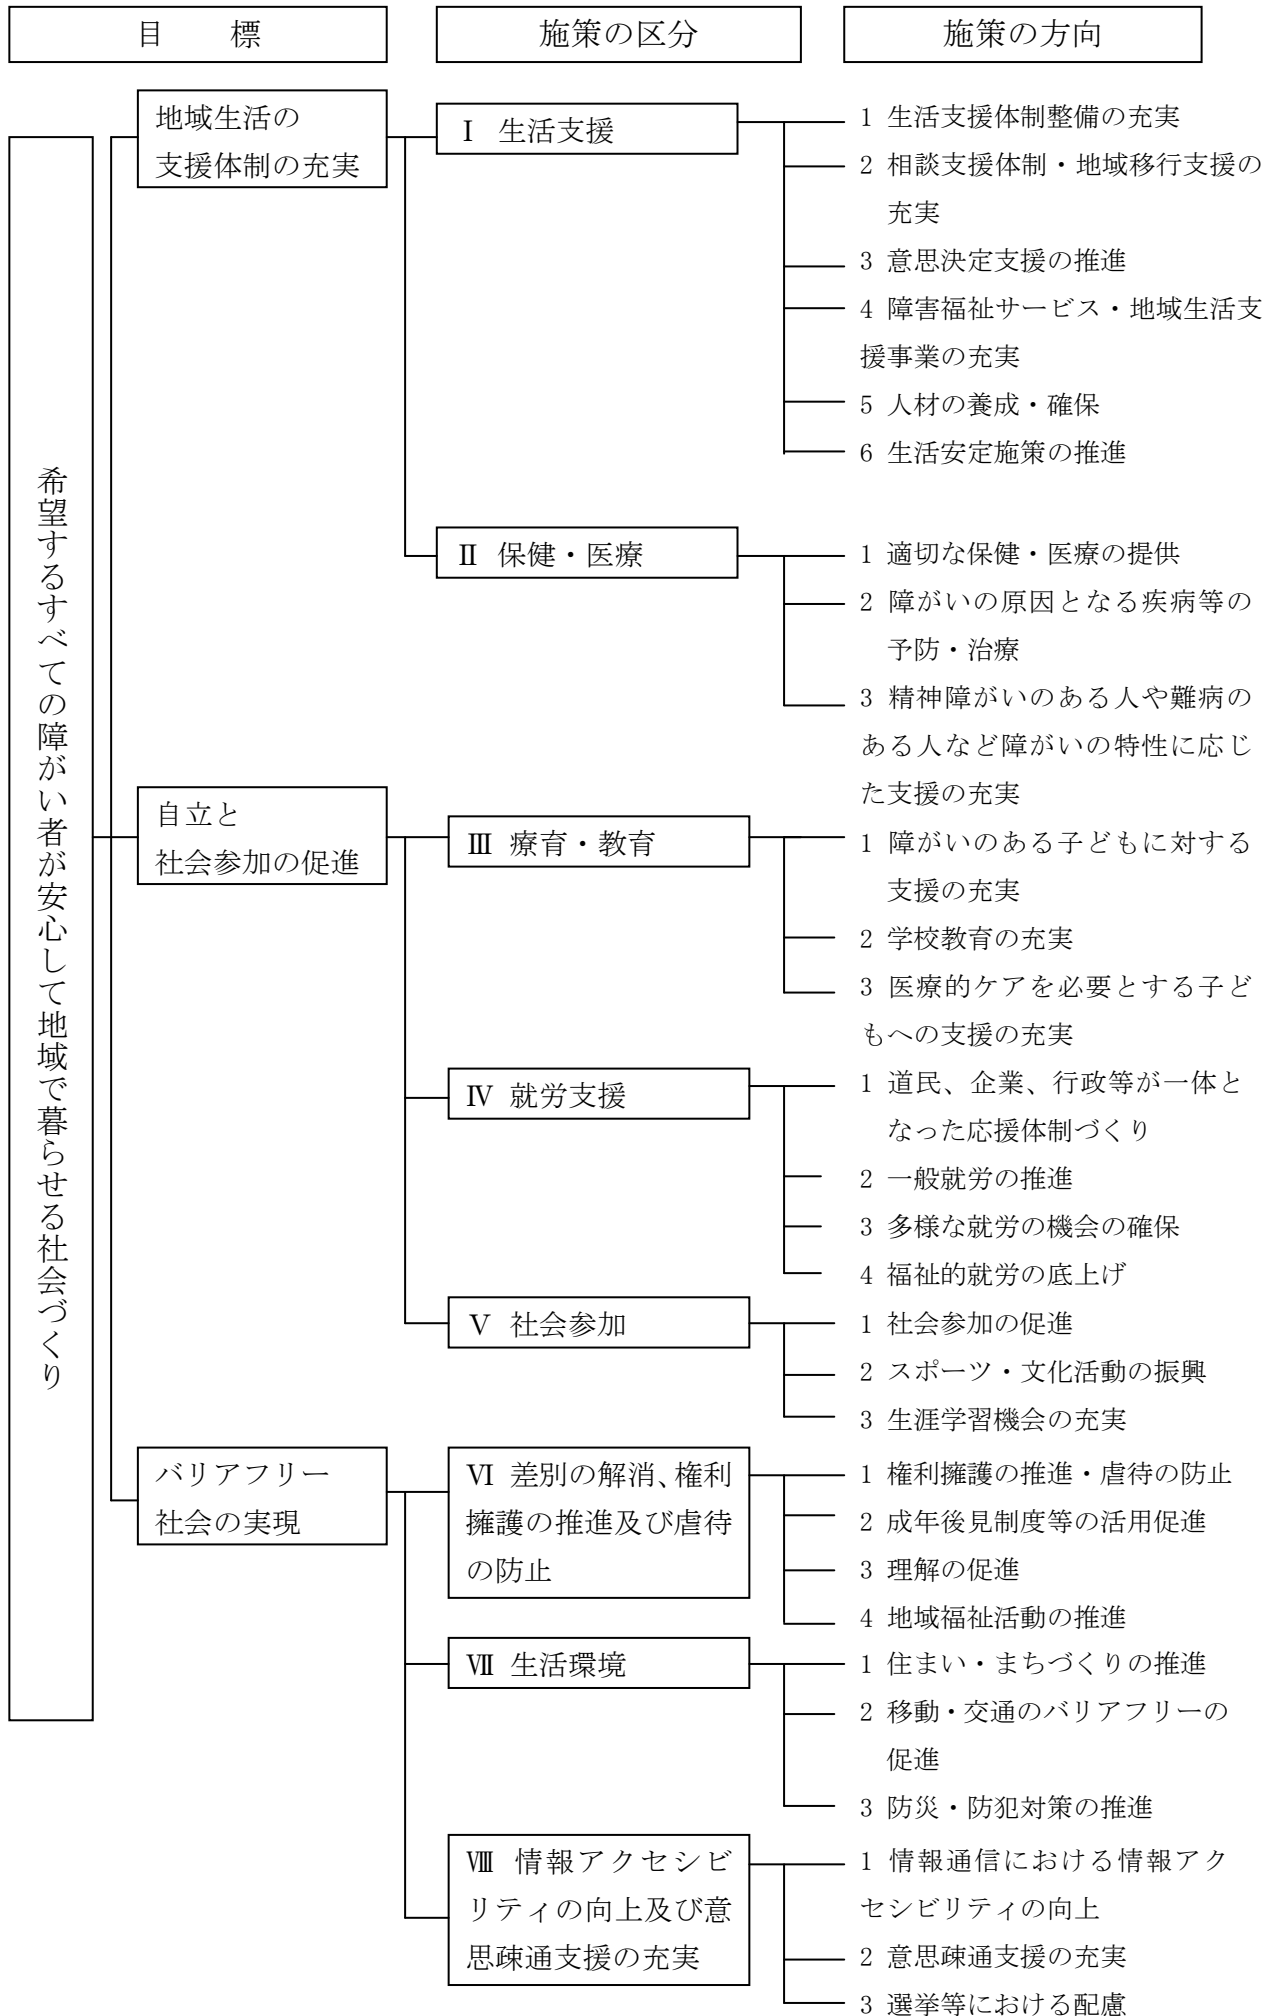 目　標
施策の区分
施策の方向
希望するすべての障がい者が安心して地域で暮らせる社会づくり
地域生活の
支援体制の充実
Ⅰ 生活支援
1 生活支援体制整備の充実
2 相談支援体制・地域移行支援の
充実
3 意思決定支援の推進
4 障害福祉サービス・地域生活支
援事業の充実
5 人材の養成・確保
6 生活安定施策の推進
Ⅱ 保健・医療
1 適切な保健・医療の提供
2 障がいの原因となる疾病等の
予防・治療
3 精神障がいのある人や難病の
ある人など障がいの特性に応じ
た支援の充実
自立と
社会参加の促進
Ⅲ 療育・教育
1 障がいのある子どもに対する
支援の充実
2 学校教育の充実
3 医療的ケアを必要とする子ど
もへの支援の充実
Ⅳ 就労支援
1 道民、企業、行政等が一体と
なった応援体制づくり
2 一般就労の推進
3 多様な就労の機会の確保
4 福祉的就労の底上げ
Ⅴ 社会参加
1 社会参加の促進
2 スポーツ・文化活動の振興
3 生涯学習機会の充実
バリアフリー
社会の実現
Ⅵ 差別の解消、権利
擁護の推進及び虐待
の防止
1 権利擁護の推進・虐待の防止
2 成年後見制度等の活用促進
3 理解の促進
4 地域福祉活動の推進
Ⅶ 生活環境
1 住まい・まちづくりの推進
2 移動・交通のバリアフリーの
促進
3 防災・防犯対策の推進
Ⅷ 情報アクセシビ
リティの向上及び意
思疎通支援の充実
1 情報通信における情報アク
セシビリティの向上
2 意思疎通支援の充実
3 選挙等における配慮